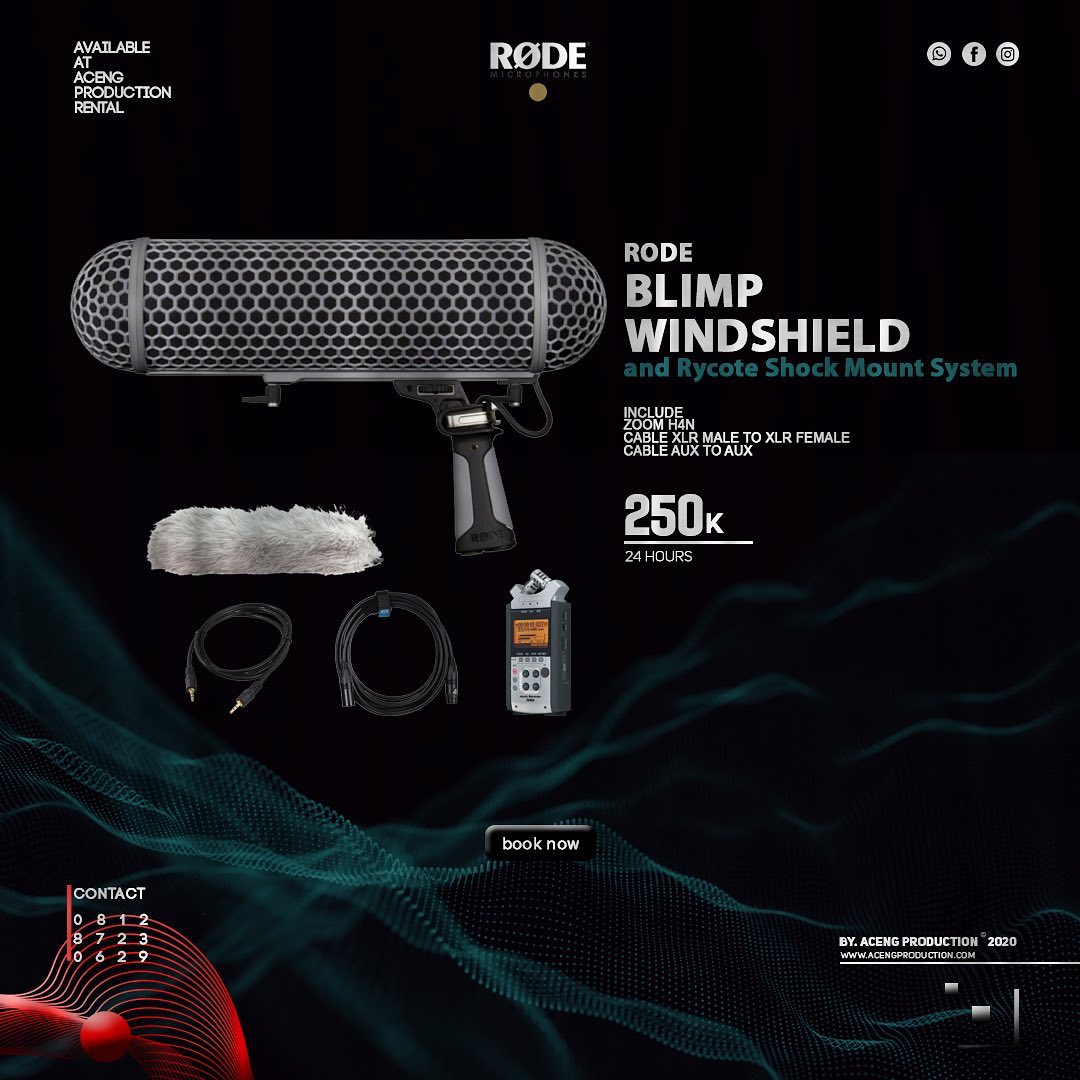 AVAILABLE
AT
ACENG
PRODUCTION
RENTAL
RØDE
MICROPHONES
RODE
BLIMP
WINDSHIELD
and Rycote Shock Mount System
INCLUDE
ZOOM H4N
CABLE XLR MALE TO XLR FEMALE
CABLE AUX TO AUX
250K
24 HOURS
RØDE
book now
CONTACT
0 8 1 2
8 7 2 3
0 6 2 9
BY. ACENG PRODUCTION © 2020
WWW.ACENGPRODUCTION.COM